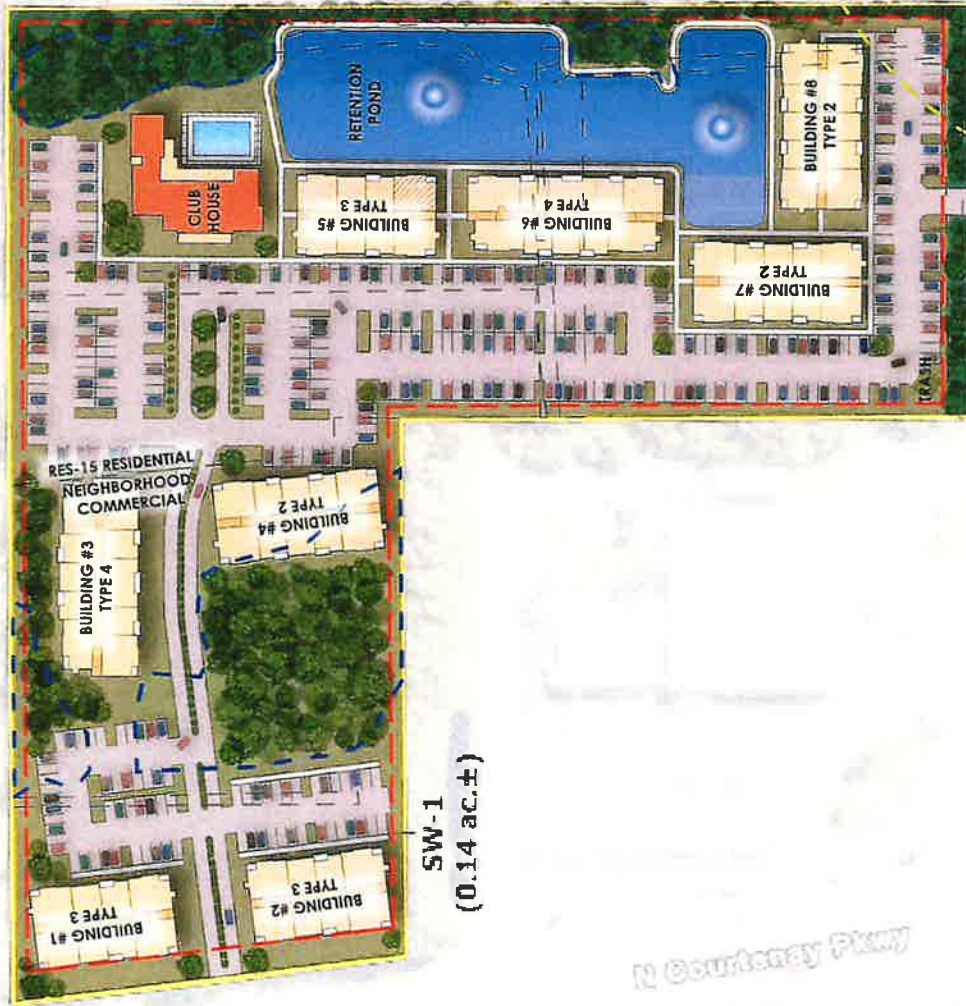 RETENTION
POND
BUILDING #8
TYPE 2
CLUB
HOUSE
BUILDING #5
TYPE 3
BUILDING #6
TYPE 4
BUILDING #7
TYPE 2
TRASH
RES-15 RESIDENTIAL
NEIGHBORHOOD
COMMERCIAL
BUILDING #3
TYPE 4
BUILDING #4
TYPE 2
SW-1
(0.14 ac.±)
BUILDING #1
TYPE 3
BUILDING #2
TYPE 3
N Courtenay Pkwy